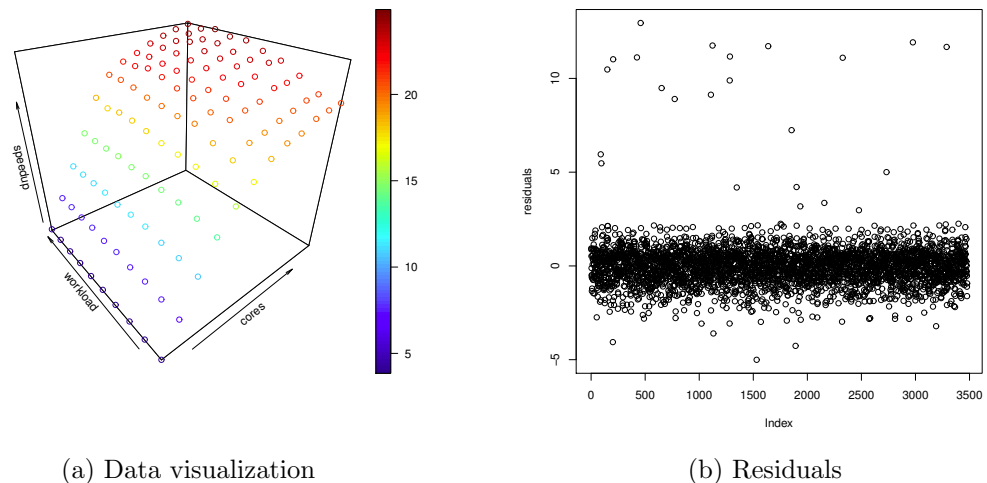 speedup
workload
cores
20
15
10
5
residuals
10
5
0
−5
0
500
1000
1500
2000
2500
3000
3500
Index
(a) Data visualization
(b) Residuals